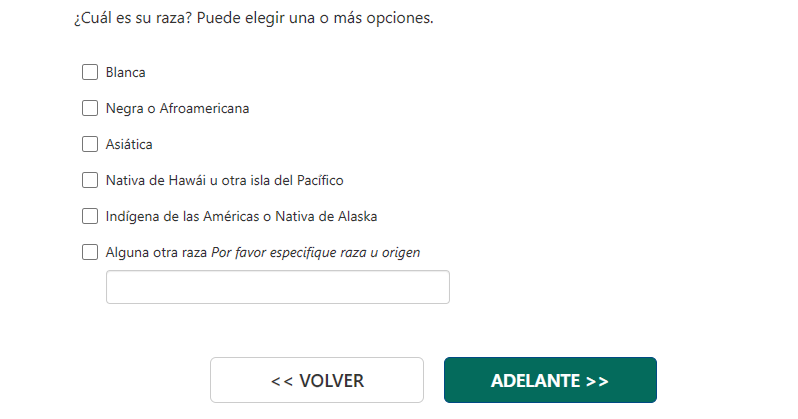 ¿Cuál es su raza? Puede elegir una o más opciones.
Blanca
Negra o Afroamericana
Asiática
Nativa de Hawái u otra isla del Pacífico
Indígena de las Américas o Nativa de Alaska
Alguna otra raza Por favor especifique raza u origen
<< VOLVER
ADELANTE >>